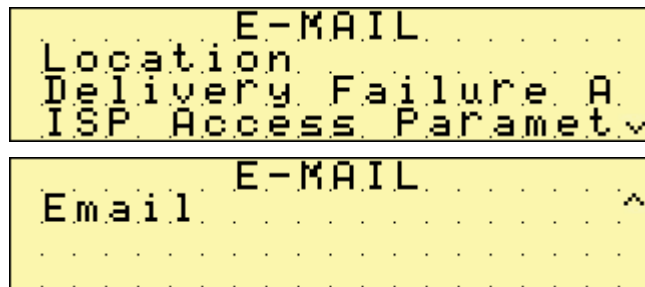 E-MAIL
Location
Delivery Failure A
ISP Access Paramet
E-MAIL
Email